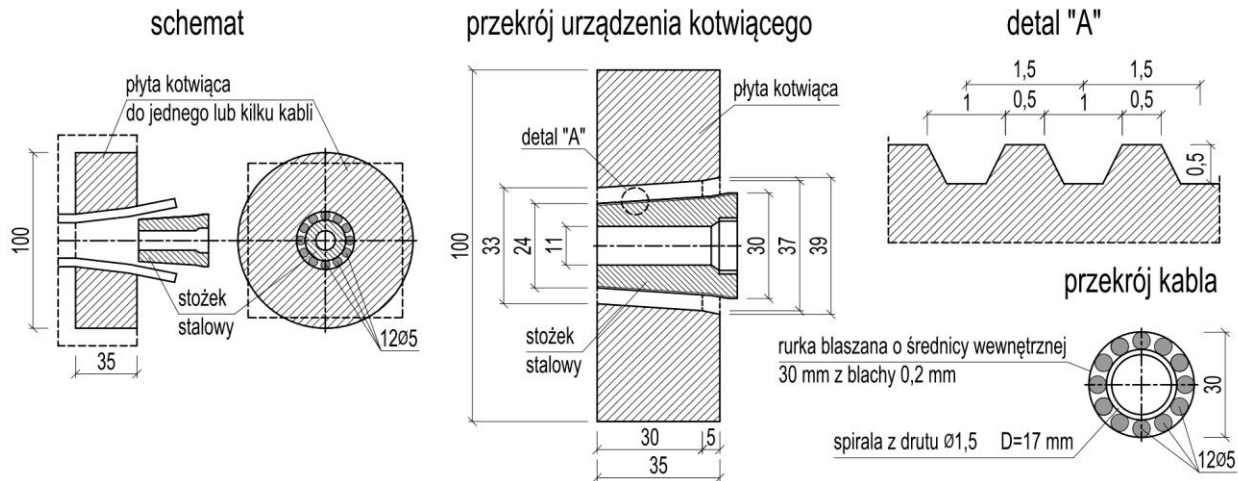 schemat
płyta kotwiąca
do jednego lub kilku kabli
100
35
stożek
stalowy
12ø5
przekrój urządzenia kotwiącego
płyta kotwiąca
detal "A"
100
33
24
11
30
37
39
stożek
stalowy
30
5
35
detal "A"
1,5
1,5
1
0,5
1
0,5
0,5
przekrój kabla
rurka blaszana o średnicy wewnętrznej
30 mm z blachy 0,2 mm
30
spirala z drutu ø1,5 D=17 mm
12ø5